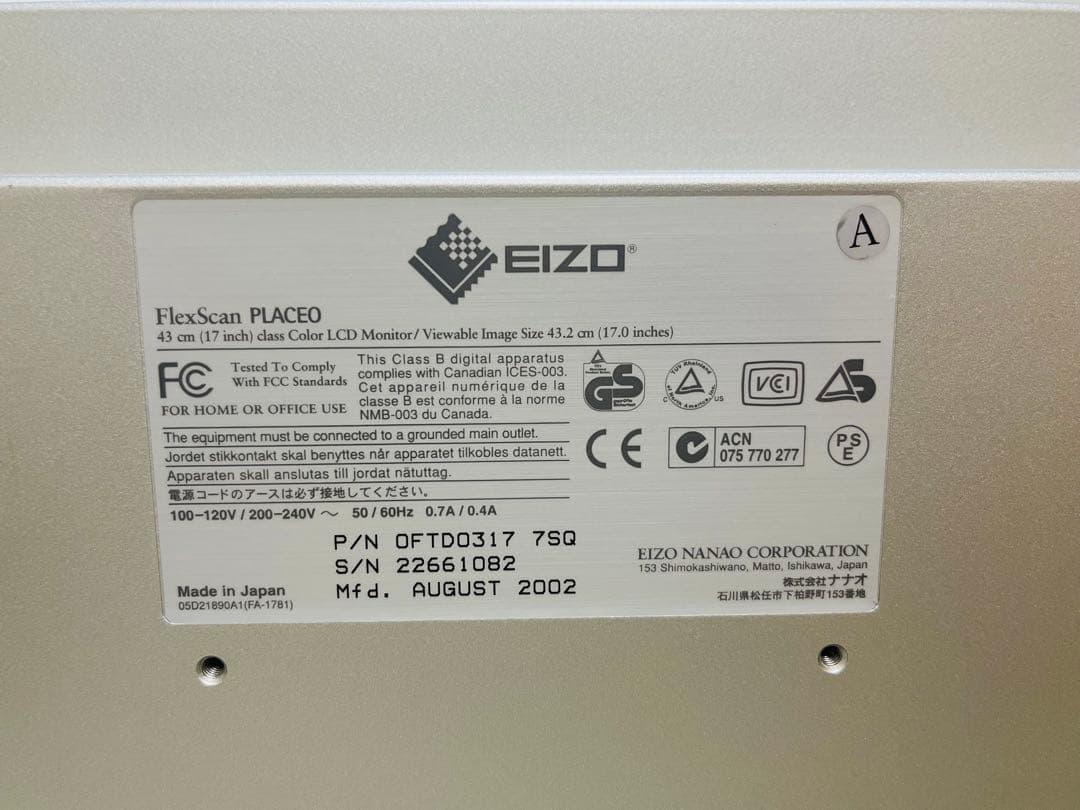 A
EIZO®
FlexScan PLACEO
43 cm (17 inch) class Color LCD Monitor/ Viewable Image Size 43.2 cm (17.0 inches)
FC
Tested To Comply
With FCC Standards
FOR HOME OR OFFICE USE
This Class B digital apparatus
complies with Canadian ICES-003.
Cet appareil numérique de la
classe B est conforme à la norme
NMB-003 du Canada.
GS
TUV Rheinland
of North America
C US
VCI
S
The equipment must be connected to a grounded main outlet.
Jordet stikkontakt skal benyttes når apparatet tilkobles datanett.
Apparaten skall anslutas till jordat nätuttag.
電源コードのアースは必ず接地してください。
100-120V / 200-240V ～ 50 / 60Hz 0.7A / 0.4A
CE
ACN
075 770 277
PS
E
P/N 0FTD0317 7SQ
S/N 22661082
Mfd. AUGUST 2002
Made in Japan
05D21890A1(FA-1781)
EIZO NANAO CORPORATION
153 Shimokashiwano, Matto, Ishikawa, Japan
株式会社ナナオ
石川県松任市下柏野町153番地